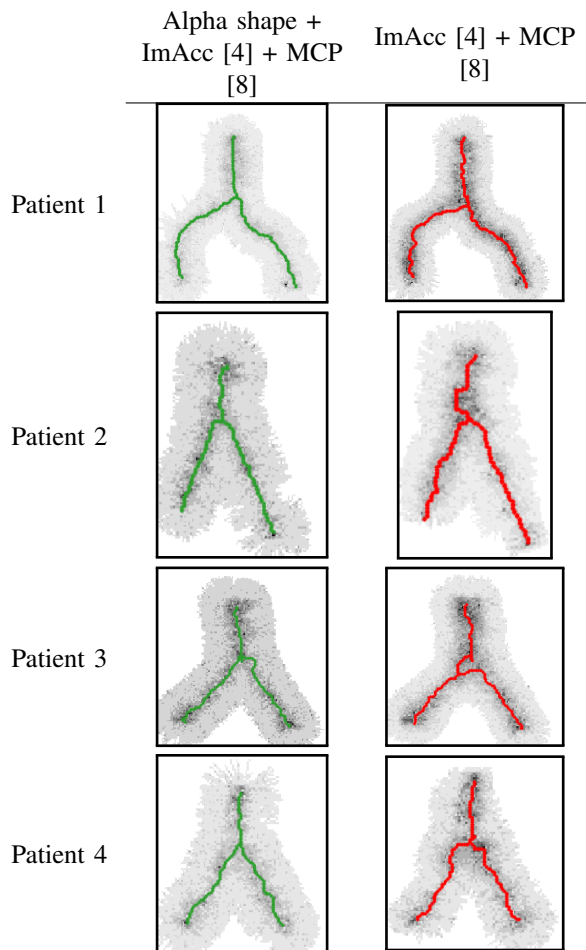 Alpha shape +
ImAcc [4] + MCP
[8]
ImAcc [4] + MCP
[8]
Patient 1
Patient 2
Patient 3
Patient 4